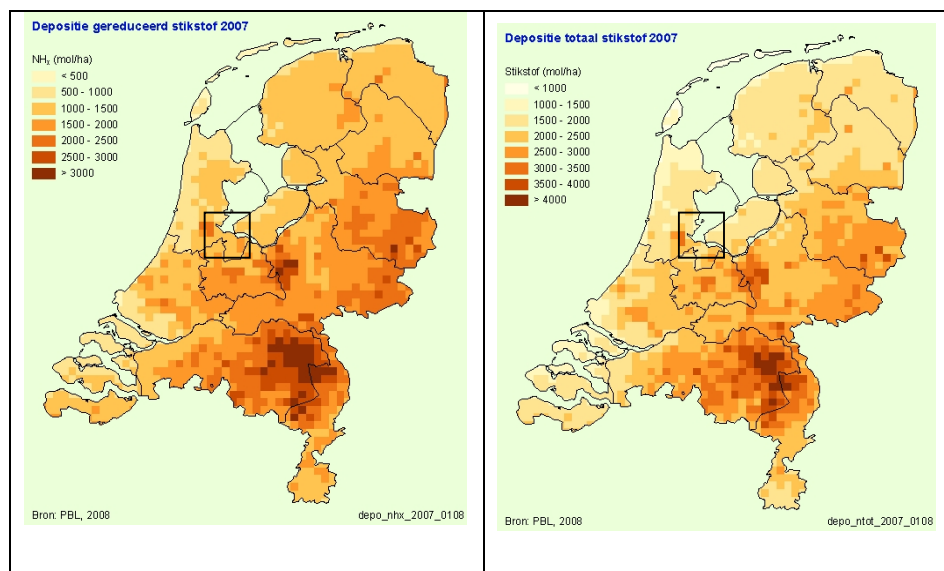 Depositie gereduceerd stikstof 2007
NHx (mol/ha)
< 500
500 - 1000
1000 - 1500
1500 - 2000
2000 - 2500
2500 - 3000
> 3000
Bron: PBL, 2008
depo_nhx_2007_0108
Depositie totaal stikstof 2007
Stikstof (mol/ha)
< 1000
1000 - 1500
1500 - 2000
2000 - 2500
2500 - 3000
3000 - 3500
3500 - 4000
> 4000
Bron: PBL, 2008
depo_ntot_2007_0108